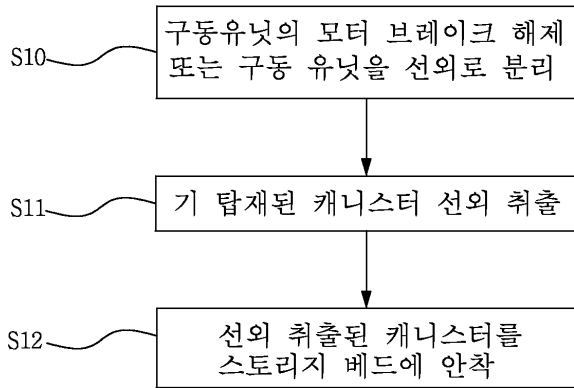 S10
구동유닛의 모터 브레이크 해제
또는 구동 유닛을 선외로 분리
S11
기 탑재된 캐니스터 선외 취출
S12
선외 취출된 캐니스터를
스토리지 베드에 안착